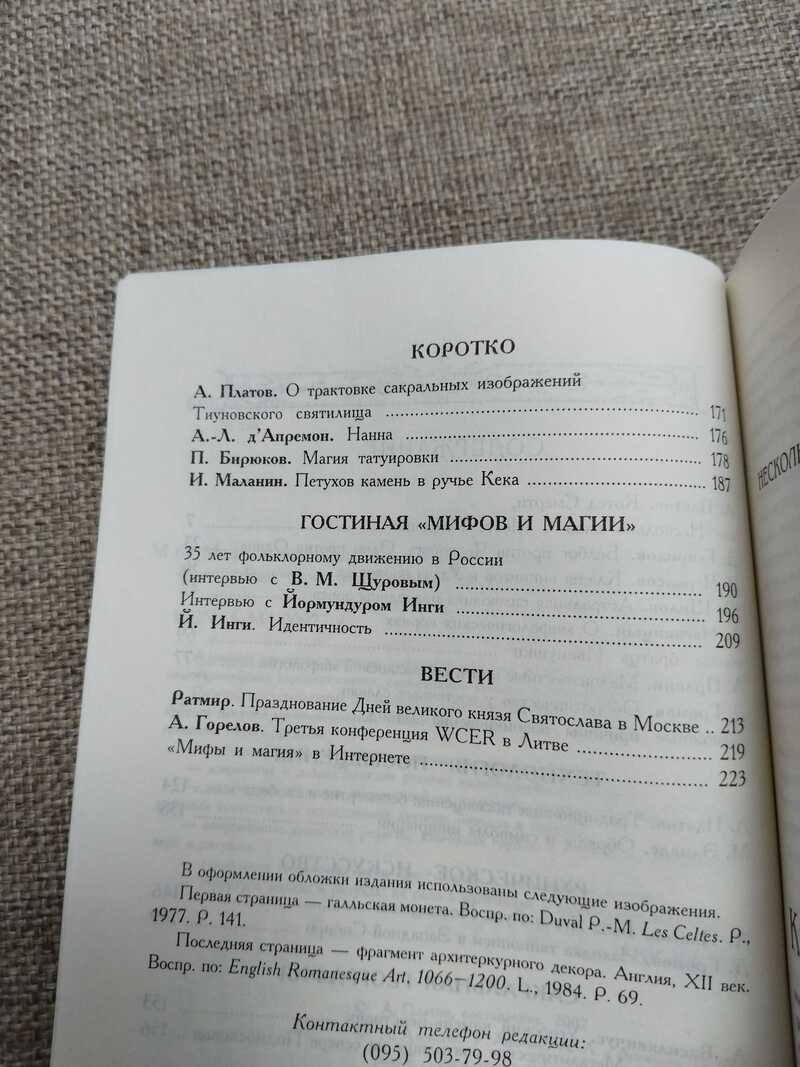 КОРОТКО
А. Платов. О трактовке сакральных изображений
Тиуновского святилища ........ 171
А.-Л. д'Апремон. Нанна ........ 176
П. Бирюков. Магия татуировки ........ 178
И. Маланин. Петухов камень в ручье Кека ........ 187
ГОСТИНАЯ «МИФОВ И МАГИИ»
35 лет фольклорному движению в России
(интервью с В. М. Щуровым) ........ 190
Интервью с Йормундуром Инги ........ 196
Й. Инги. Идентичность ........ 209
ВЕСТИ
Ратмир. Празднование Дней великого князя Святослава в Москве .. 213
А. Горелов. Третья конференция WCER в Литве ........ 219
«Мифы и магия» в Интернете ........ 223
В оформлении обложки издания использованы следующие изображения.
Первая страница — галльская монета. Воспр. по: Duval P.-M. Les Celtes. P.,
1977. P. 141.
Последняя страница — фрагмент архитеркурного декора. Англия, XII век.
Воспр. по: English Romanesque Art, 1066—1200. L., 1984. P. 69.
Контактный телефон редакции:
(095) 503-79-98